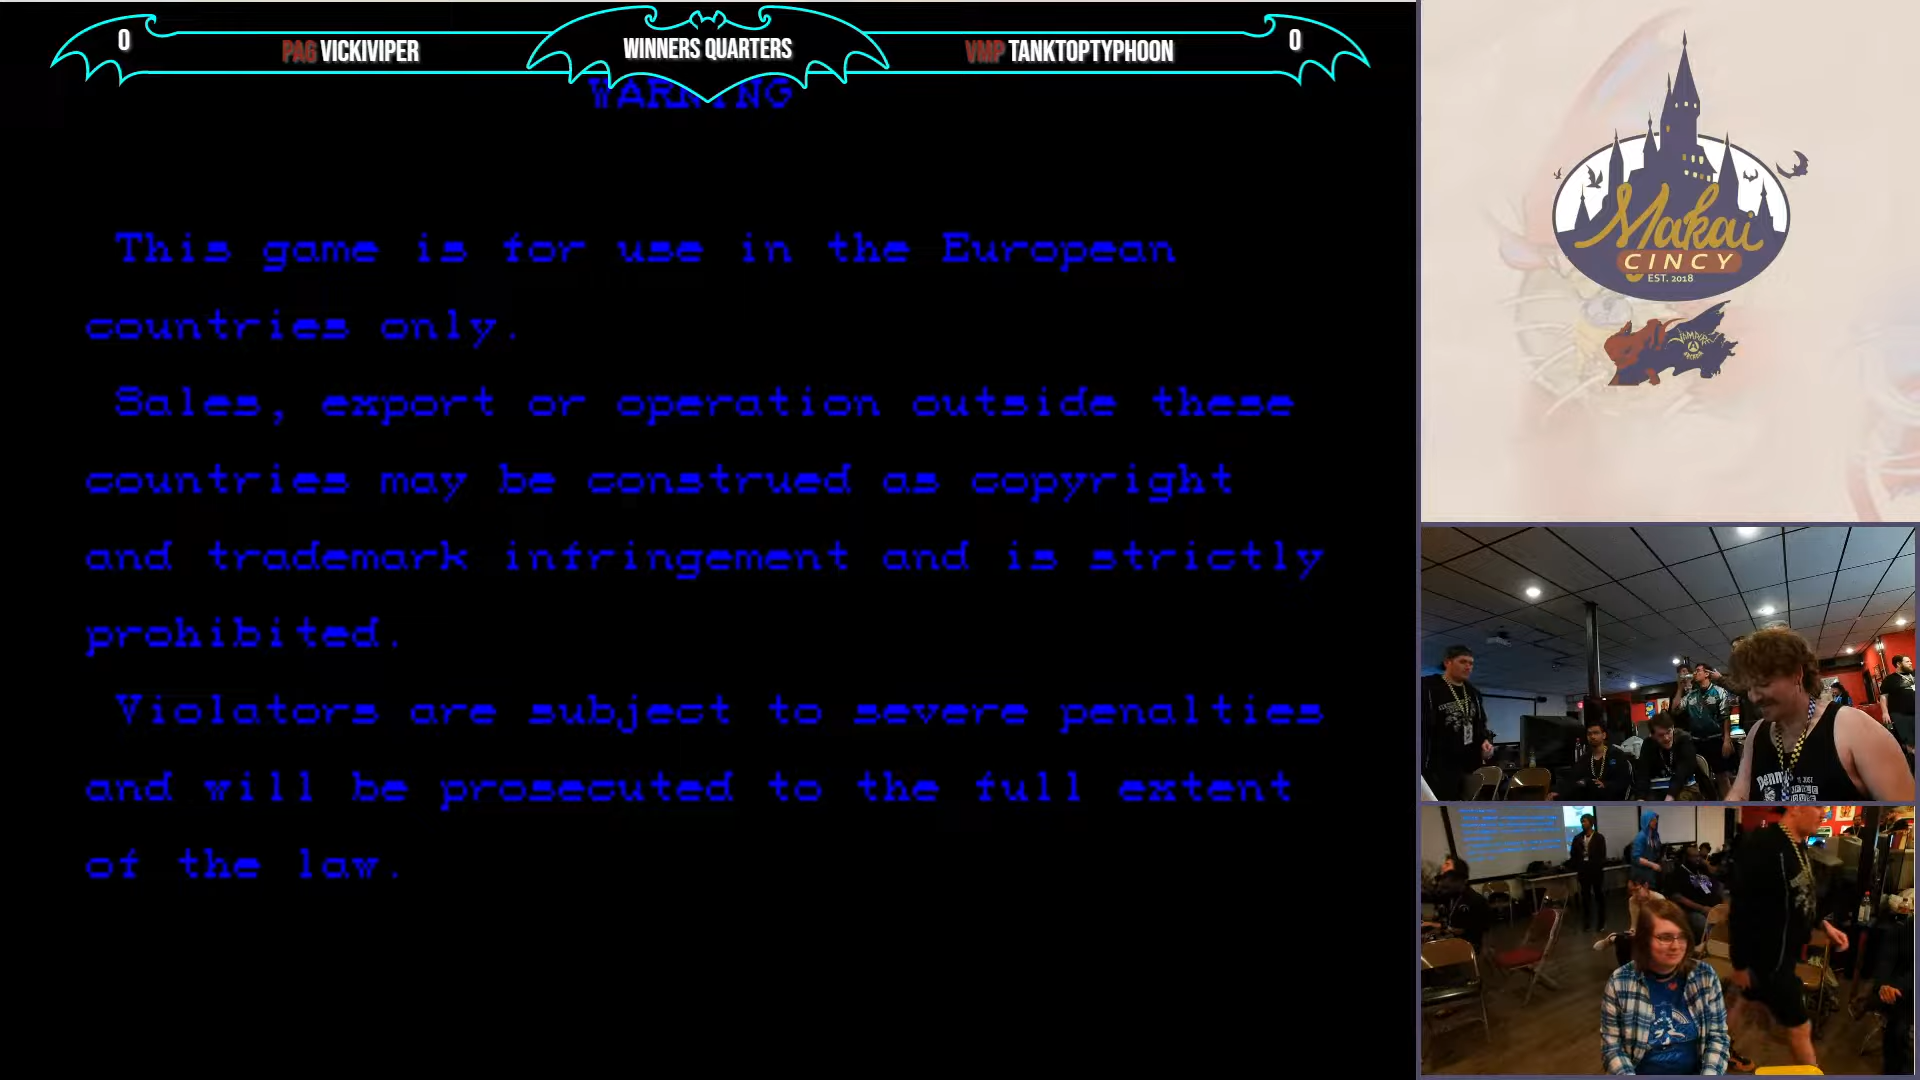 0
PAG VICKIVIPER
WINNERS QUARTERS
VMP TANKTOPTYPHOON
0
WARNING
This game is for use in the European
countries only.
Sales, export or operation outside these
countries may be construed as copyright
and trademark infringement and is strictly
prohibited.
Violators are subject to severe penalties
and will be prosecuted to the full extent
of the law.
Makai
CINCY
EST. 2018
VAMPIRE